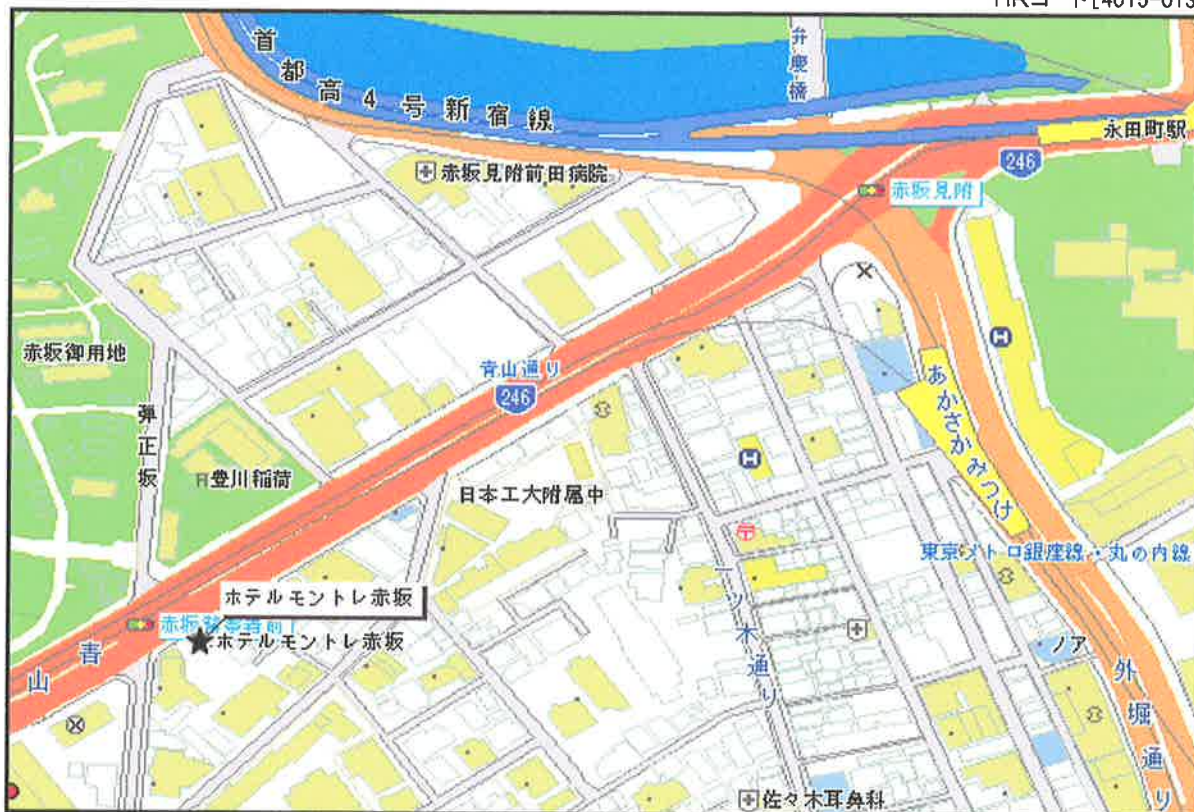 首都高4号新宿線
弁慶橋
永田町駅
246
赤坂見附前田病院
赤坂見附
赤坂御用地
青山通り
246
あかさかみつけ
弾正坂
豊川稲荷
日本工大附属中
東京メトロ銀座線・丸の内線
ホテルモントレ赤坂
ホテルモントレ赤坂
一ツ木通り
ノア
青山
外堀通り
佐々木耳鼻科